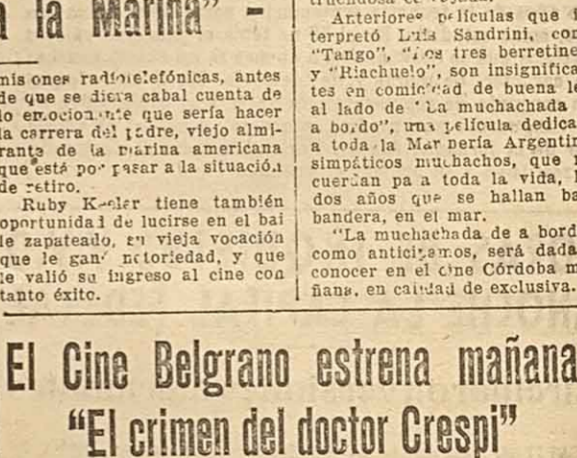 a la Marina" -
mis ones radiotelefónicas, antes
de que se diera cabal cuenta de
lo emocionante que sería hacer
la carrera del padre, viejo almi-
rante de la marina americana
que está por pasar a la situación
de retiro.
Ruby Keeler tiene también
oportunidad de lucirse en el bai
le zapateado, su vieja vocación
que le ganó notoriedad, y que
le valió su ingreso al cine con
tanto éxito.
Anteriores películas que
terpretó Luis Sandrini, com
"Tango", "Los tres berretine
y "Riachuelo", son insignifica
tes en comicidad de buena le
al lado de "La muchachada
a bordo", una película dedica
a toda la Marinería Argentin
simpáticos muchachos, que
cuerdan pa a toda la vida, l
dos años que se hallan ba
bandera, en el mar.
"La muchachada de a bord
como anticipamos, será dada
conocer en el cine Córdoba m
ñana, en calidad de exclusiva.
El Cine Belgrano estrena mañana
"El crimen del doctor Crespi"